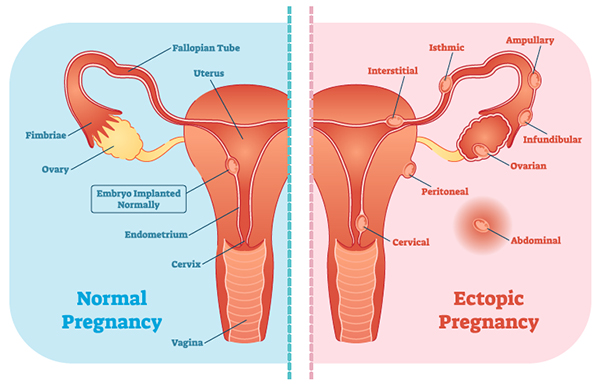 Fallopian Tube
Uterus
Fimbriae
Ovary
Embryo Implanted
Normally
Endometrium
Cervix
Normal
Pregnancy
Vagina
Ampullary
Isthmic
Interstitial
Infundibular
Ovarian
Peritoneal
Cervical
Abdominal
Ectopic
Pregnancy